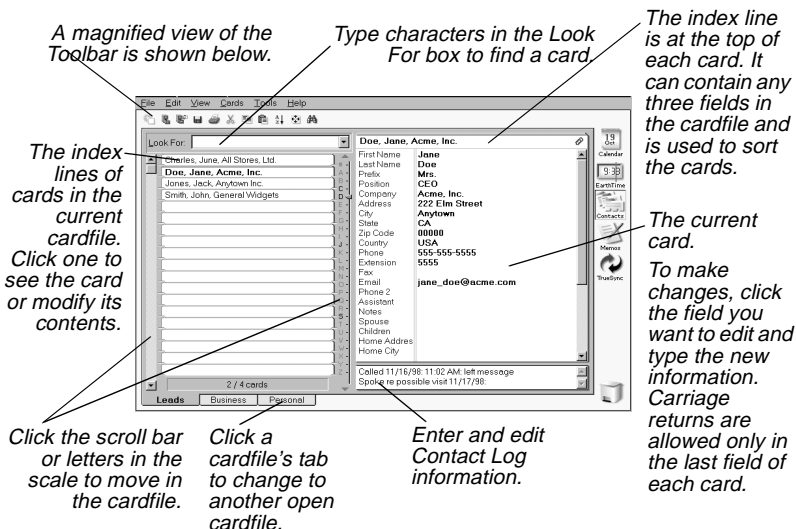 A magnified view of the
Toolbar is shown below.
Type characters in the Look
For box to find a card.
The index line
is at the top of
each card. It
can contain any
three fields in
the cardfile and
is used to sort
the cards.
The index
lines of
cards in the
current
cardfile.
Click one to
see the card
or modify its
contents.
File Edit View Cards Tools Help
Look For:
Charles, June, All Stores, Ltd.
Doe, Jane, Acme, Inc.
Jones, Jack, Anytown Inc.
Smith, John, General Widgets
2 / 4 cards
Leads Business Personal
Doe, Jane, Acme, Inc.
First Name Jane
Last Name Doe
Prefix Mrs.
Position CEO
Company Acme, Inc.
Address 222 Elm Street
City Anytown
State CA
Zip Code 00000
Country USA
Phone 555-555-5555
Extension 5555
Fax
Email jane_doe@acme.com
Phone 2
Assistant
Notes
Spouse
Children
Home Addres
Home City
Called 11/16/98: 11:02 AM: left message
Spoke re possible visit 11/17/98:
19
Oct
Calendar
9:38
EarthTime
Contacts
Memos
TrueSync
The current
card.
To make
changes, click
the field you
want to edit and
type the new
information.
Carriage
returns are
allowed only in
the last field of
each card.
Click the scroll bar
or letters in the
scale to move in
the cardfile.
Click a
cardfile's tab
to change to
another open
cardfile.
Enter and edit
Contact Log
information.